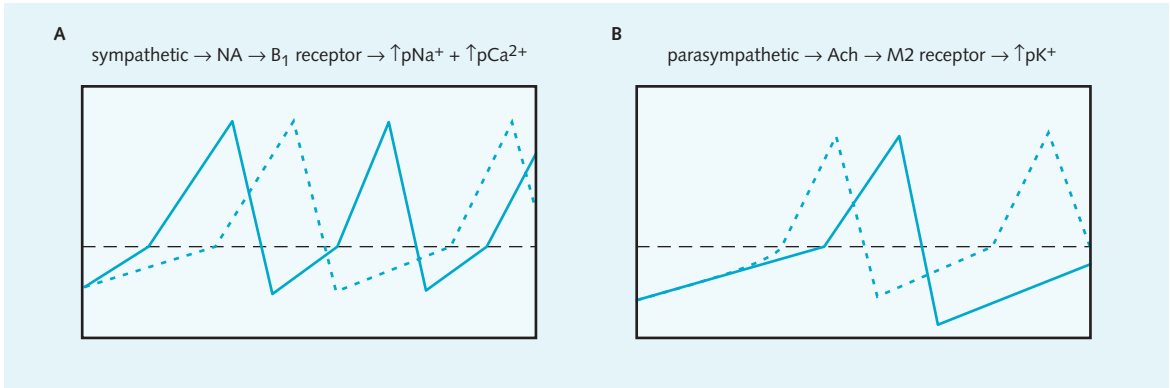 A
sympathetic → NA → B₁ receptor → ↑pNa⁺ + ↑pCa²⁺
B
parasympathetic → Ach → M2 receptor → ↑pK⁺